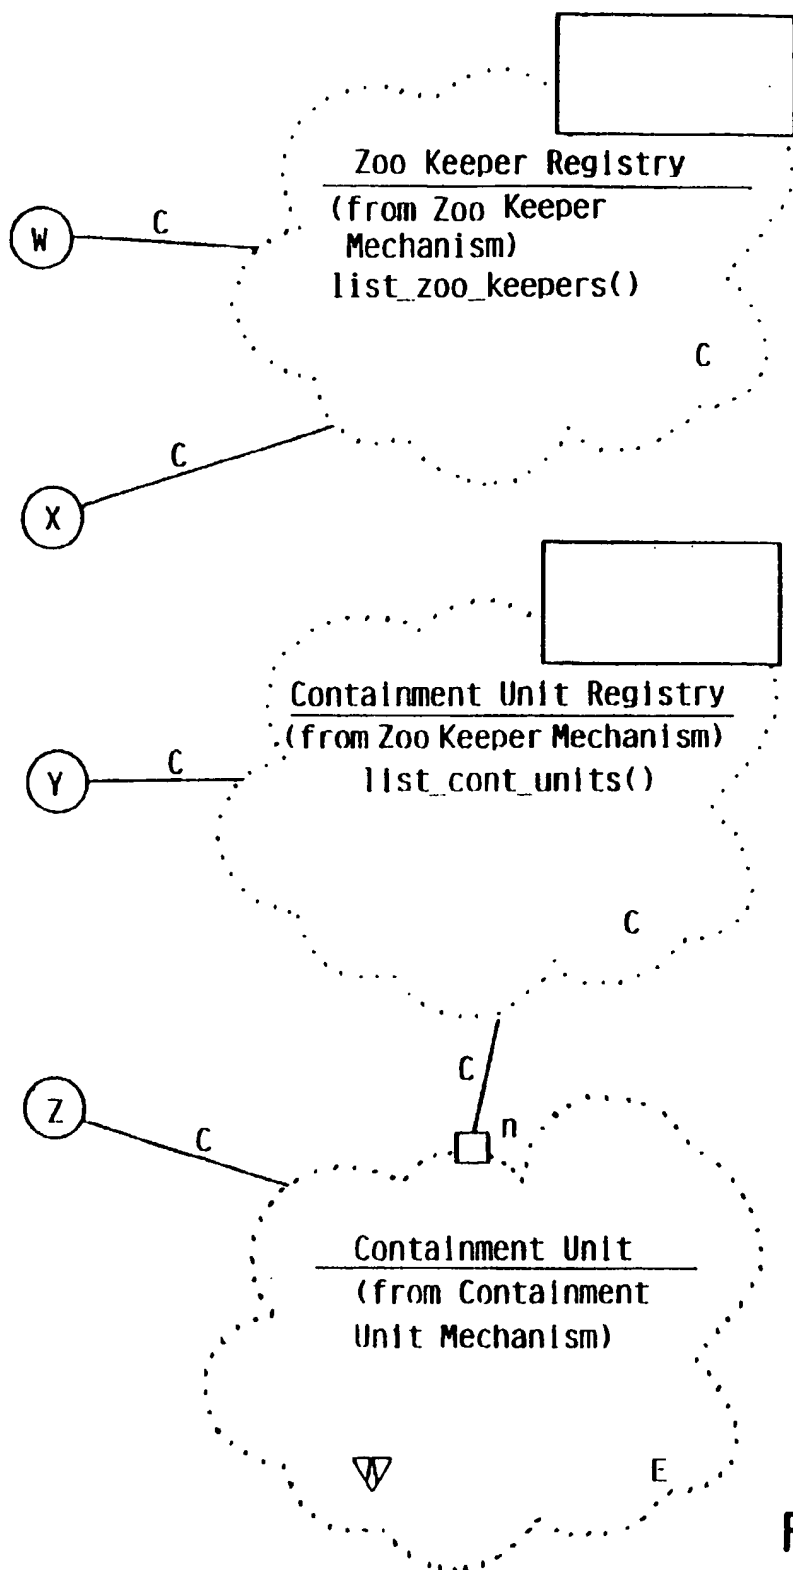 Zoo Keeper Registry
(from Zoo Keeper
Mechanism)
list_zoo_keepers()
C
W
C
C
X
Containment Unit Registry
(from Zoo Keeper Mechanism)
list_cont_units()
C
Y
C
C
n
Z
C
Containment Unit
(from Containment
Unit Mechanism)
E